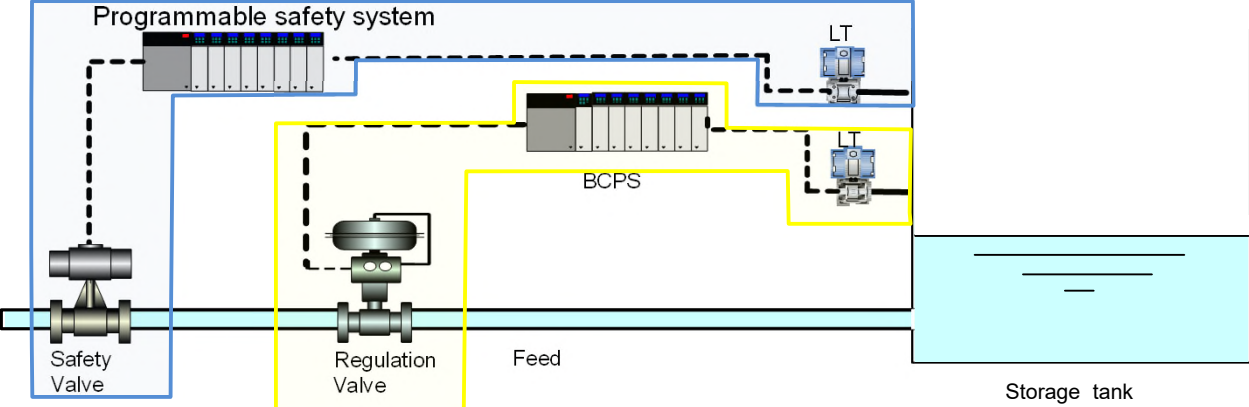 Programmable safety system
LT
LT
BCPS
Safety
Valve
Regulation
Valve
Feed
Storage tank